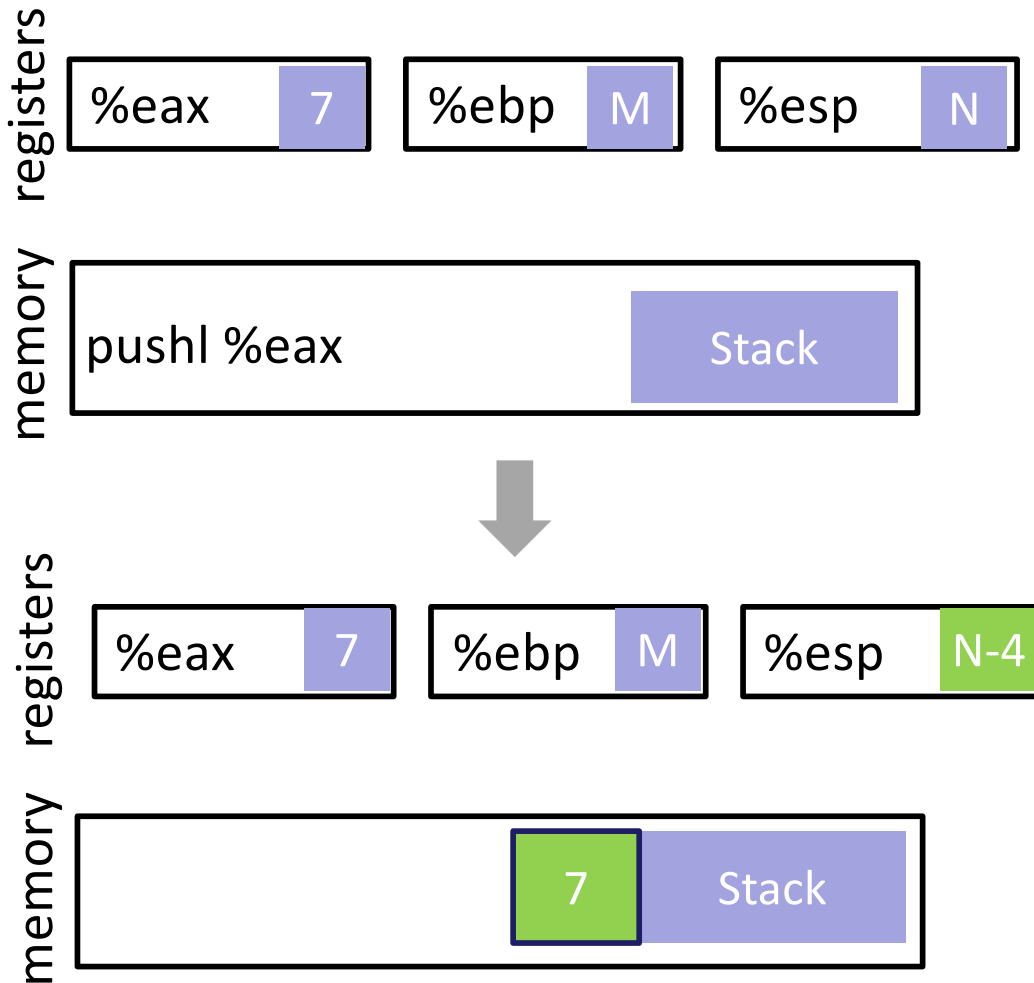 registers
%eax 7 %ebp M %esp N
memory
pushl %eax Stack
registers
%eax 7 %ebp M %esp N-4
memory
7 Stack